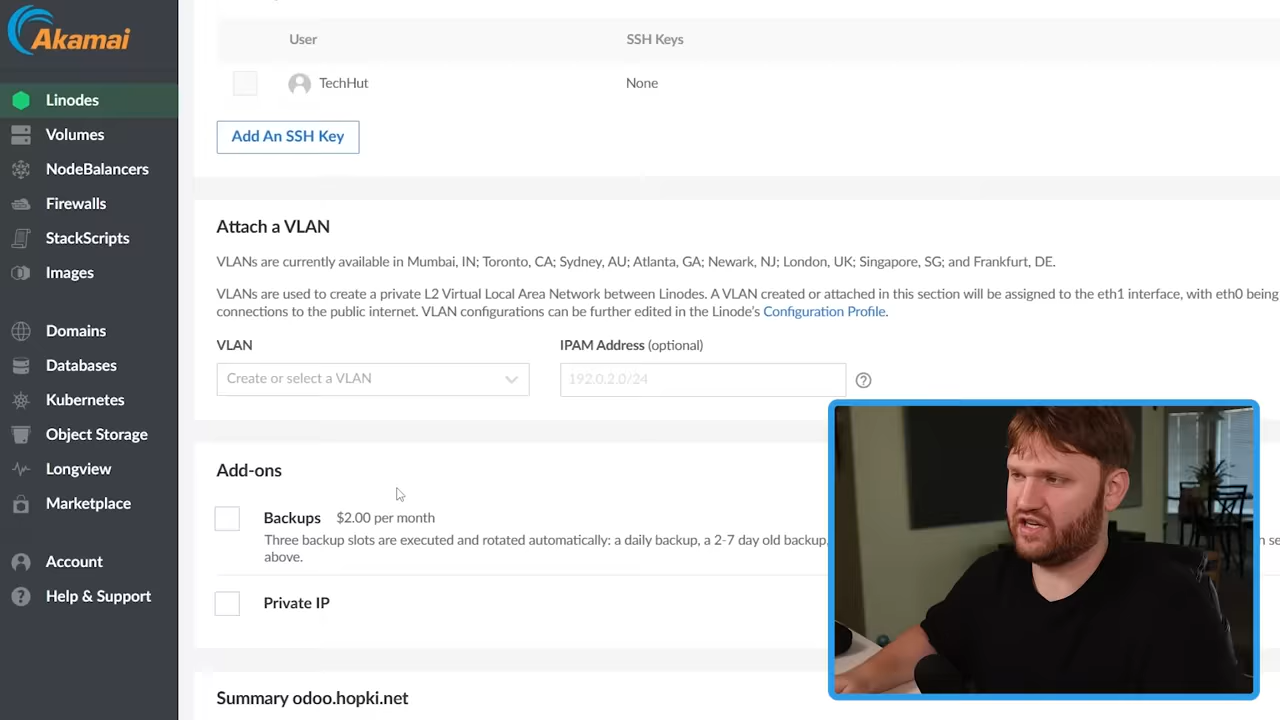 Akamai
User
SSH Keys
TechHut
None
Add An SSH Key
Linodes
Volumes
NodeBalancers
Firewalls
StackScripts
Images
Domains
Databases
Kubernetes
Object Storage
Longview
Marketplace
Account
Help & Support
Attach a VLAN
VLANs are currently available in Mumbai, IN; Toronto, CA; Sydney, AU; Atlanta, GA; Newark, NJ; London, UK; Singapore, SG; and Frankfurt, DE.
VLANs are used to create a private L2 Virtual Local Area Network between Linodes. A VLAN created or attached in this section will be assigned to the eth1 interface, with eth0 being
connections to the public internet. VLAN configurations can be further edited in the Linode's Configuration Profile.
VLAN
IPAM Address (optional)
Create or select a VLAN
192.0.2.0/24
Add-ons
Backups $2.00 per month
Three backup slots are executed and rotated automatically: a daily backup, a 2-7 day old backup,
above.
Private IP
Summary odoo.hopki.net